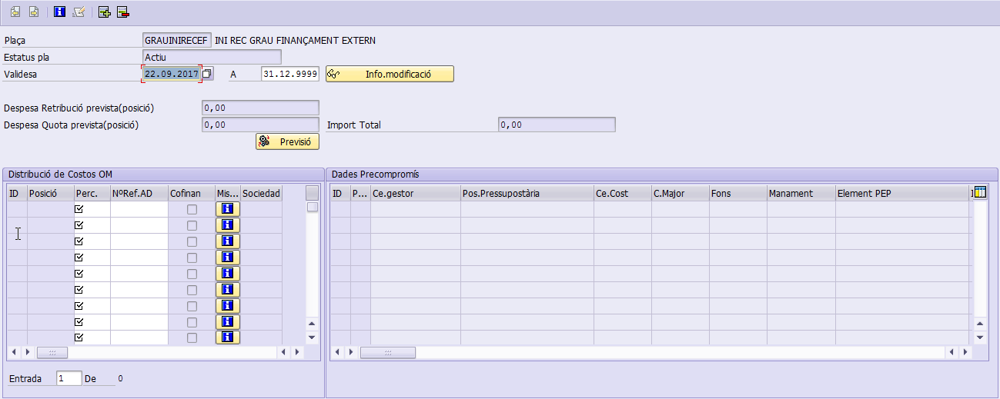 Plaça GRAUINIRECEF INI REC GRAU FINANÇAMENT EXTERN
Estatus pla Actiu
Validesa 22.09.2017 A 31.12.9999 Info.modificació
Despesa Retribució prevista(posició) 0,00
Despesa Quota prevista(posició) 0,00 Import Total 0,00
Previsió
Distribució de Costos OM
ID Posició Perc. NºRef.AD Cofinan Mis... Sociedad
Entrada 1 De 0
Dades Precompromís
ID P... Ce.gestor Pos.Pressupostària Ce.Cost C.Major Fons Manament Element PEP